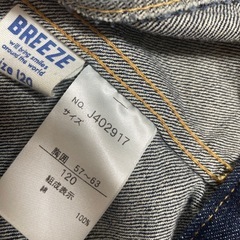 BREEZE
will bring smiles
around the world
size 120
NO. J402917
サイズ
胸囲 57~63
120
組成表示
綿 100%